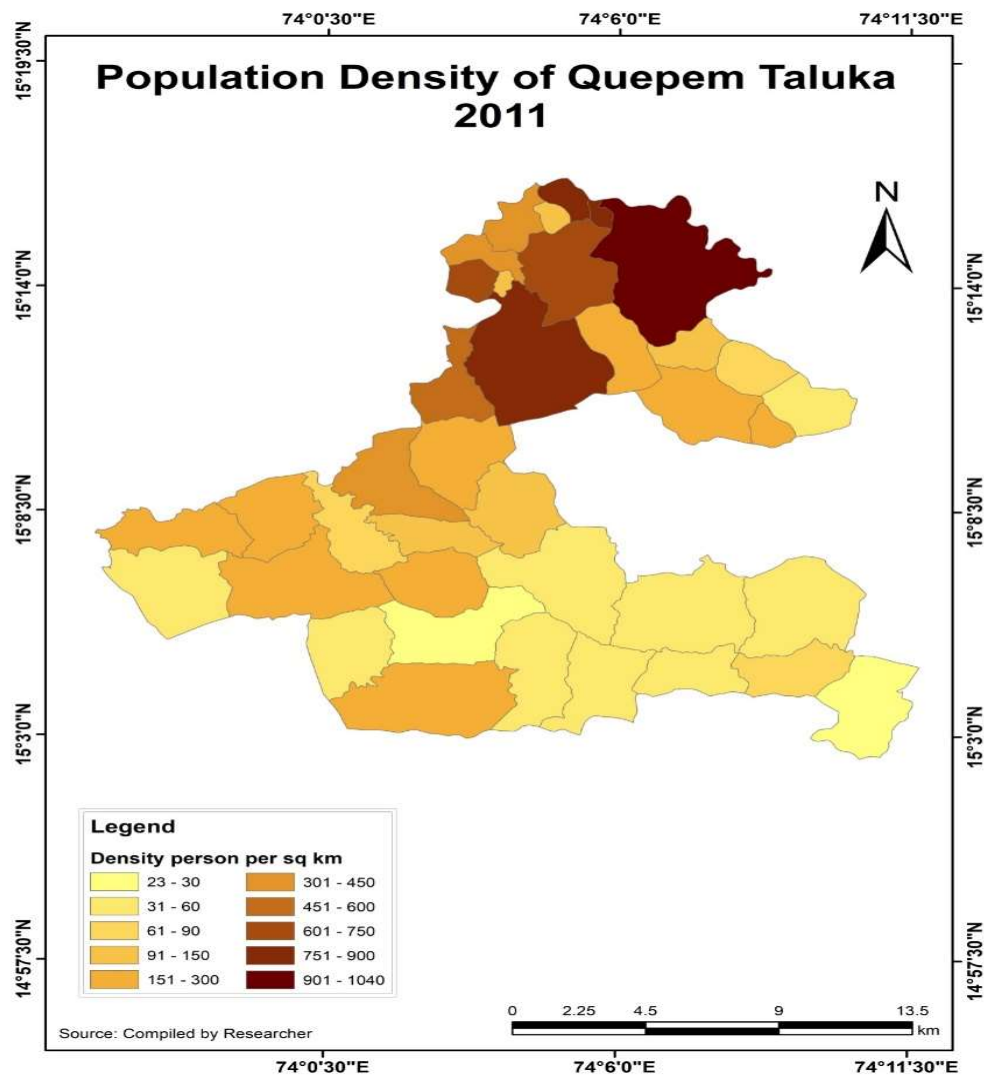 74°0'30"E 74°6'0"E 74°11'30"E
Population Density of Quepem Taluka
2011
N
15°19'30"N
15°14'0"N 15°14'0"N
15°8'30"N 15°8'30"N
15°3'0"N 15°3'0"N
14°57'30"N 14°57'30"N
Legend
Density person per sq km
23 - 30 301 - 450
31 - 60 451 - 600
61 - 90 601 - 750
91 - 150 751 - 900
151 - 300 901 - 1040
Source: Compiled by Researcher
0 2.25 4.5 9 13.5
km
74°0'30"E 74°6'0"E 74°11'30"E